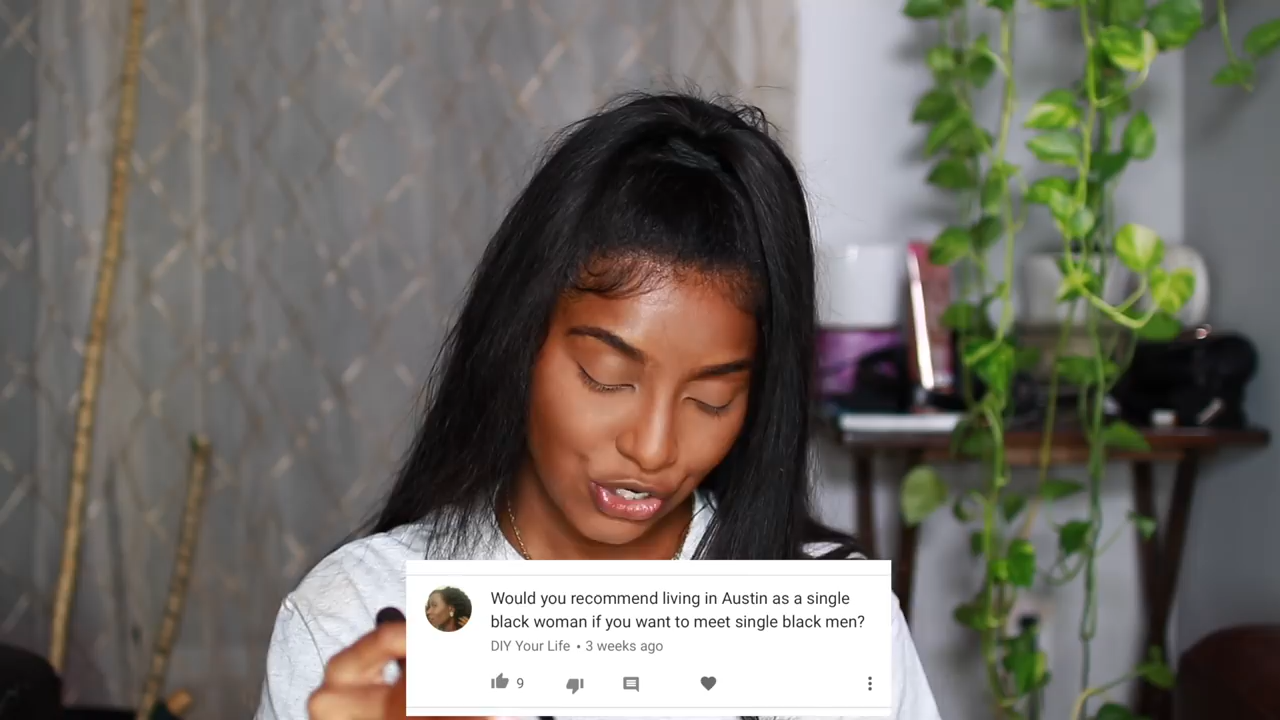 Would you recommend living in Austin as a single
black woman if you want to meet single black men?
DIY Your Life • 3 weeks ago
9